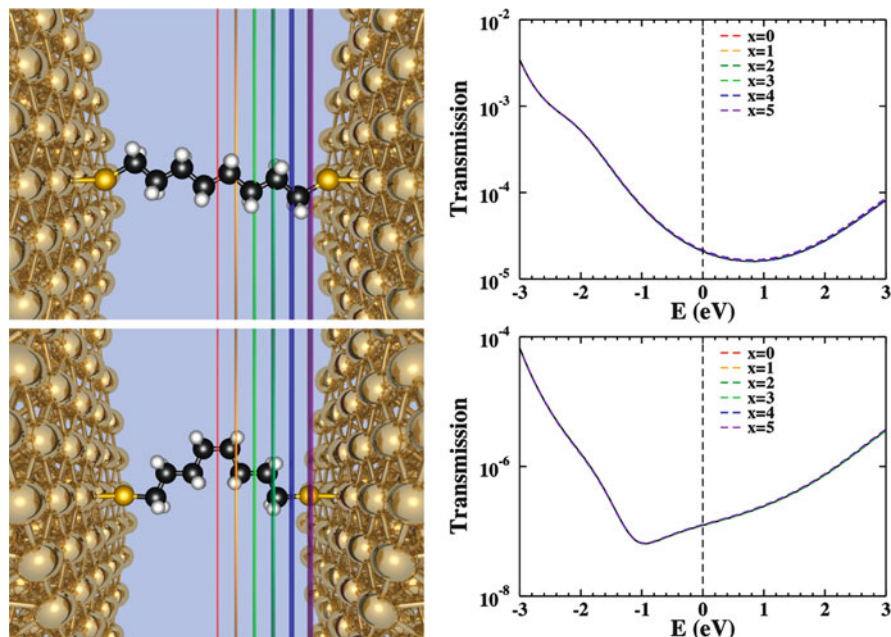 10⁻²
x=0
x=1
x=2
x=3
x=4
x=5
10⁻³
Transmission
10⁻⁴
10⁻⁵
-3 -2 -1 0 1 2 3
E (eV)
10⁻⁴
x=0
x=1
x=2
x=3
x=4
x=5
Transmission
10⁻⁶
10⁻⁸
-3 -2 -1 0 1 2 3
E (eV)